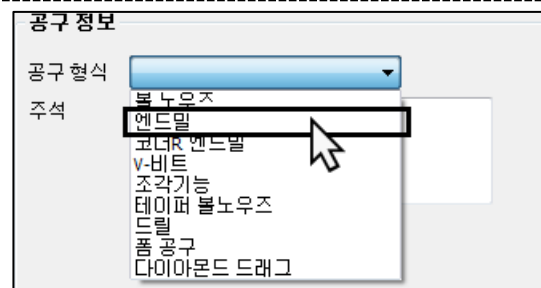 공구 정보
공구 형식
주석
볼 노우즈
엔드밀
코너R 엔드밀
V-비트
조각기능
테이퍼 볼노우즈
드릴
폼 공구
다이아몬드 드래그